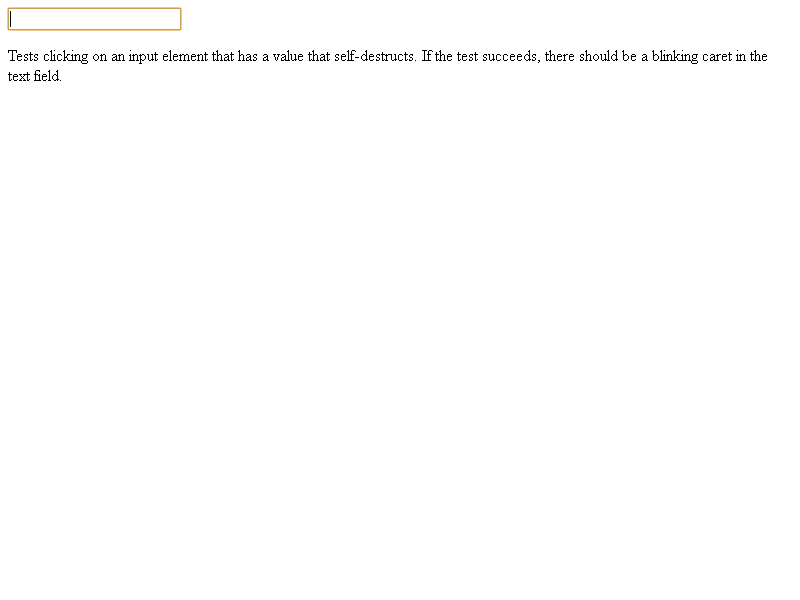 Tests clicking on an input element that has a value that self-destructs. If the test succeeds, there should be a blinking caret in the
text field.